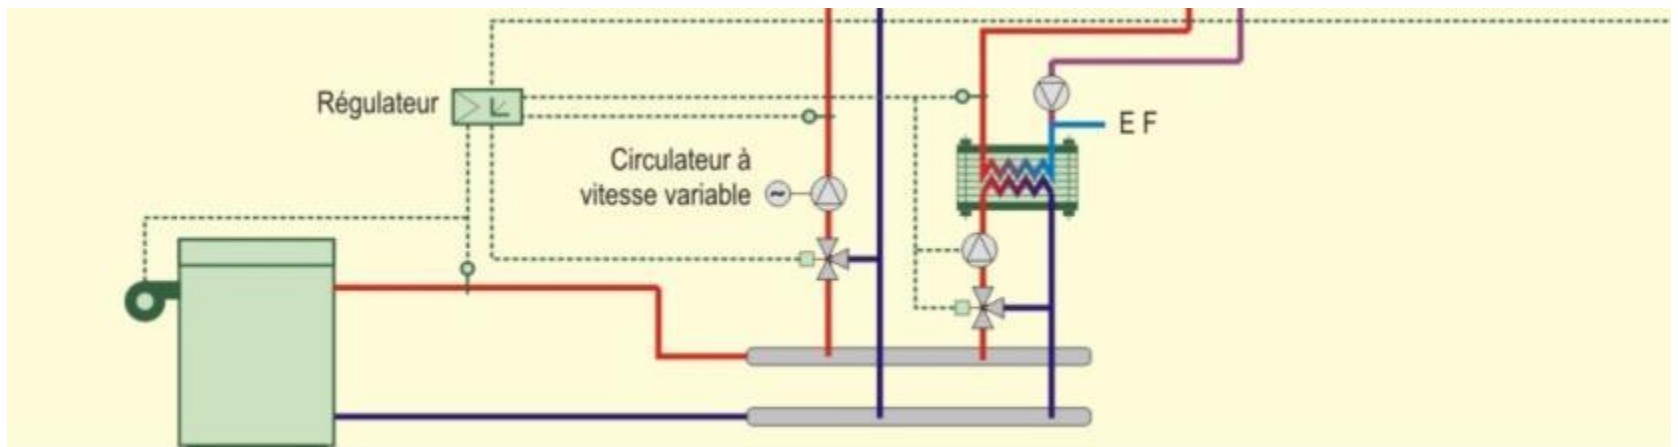 Régulateur
E F
Circulateur à
vitesse variable